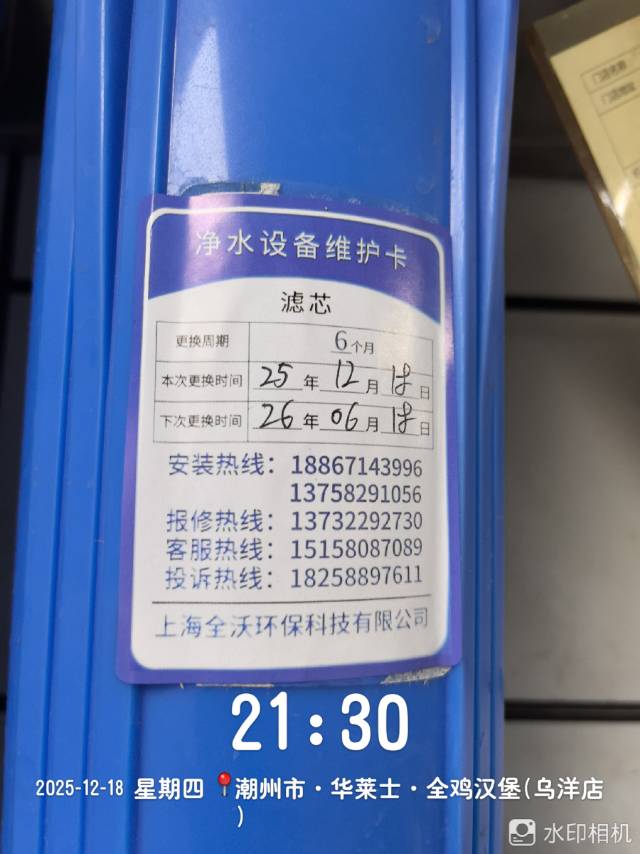 净水设备维护卡
滤芯
更换周期 6个月
本次更换时间 25年12月18日
下次更换时间 26年06月18日
安装热线：18867143996
13758291056
报修热线：13732292730
客服热线：15158087089
投诉热线：18258897611
上海全沃环保科技有限公司
21:30
2025-12-18 星期四 潮州市·华莱士·全鸡汉堡(乌洋店
)
水印相机